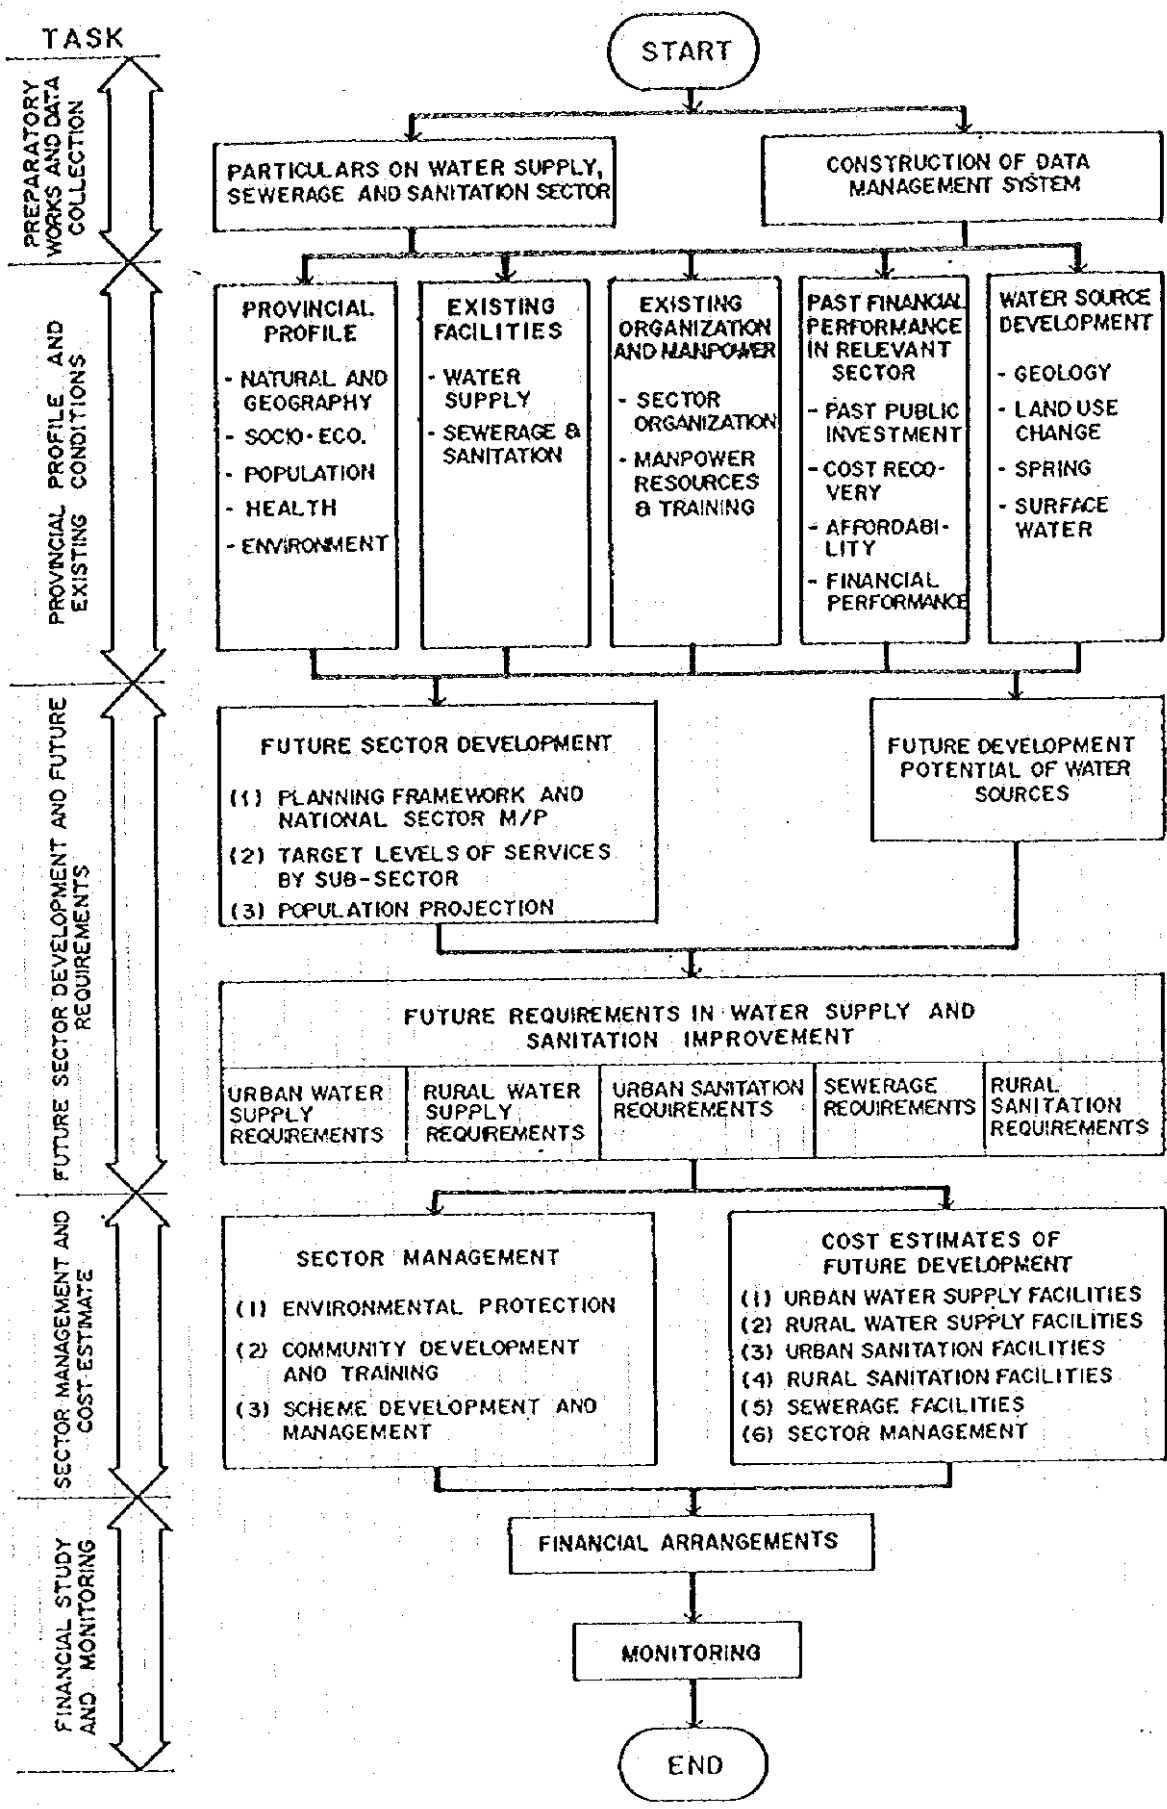 TASK
START
PREPARATORY
WORKS AND DATA
COLLECTION
PARTICULARS ON WATER SUPPLY,
SEWERAGE AND SANITATION SECTOR
CONSTRUCTION OF DATA
MANAGEMENT SYSTEM
PROVINCIAL PROFILE AND
EXISTING CONDITIONS
PROVINCIAL
PROFILE
- NATURAL AND
GEOGRAPHY
- SOCIO-ECO.
- POPULATION
- HEALTH
- ENVIRONMENT
EXISTING
FACILITIES
- WATER
SUPPLY
- SEWERAGE &
SANITATION
EXISTING
ORGANIZATION
AND MANPOWER
- SECTOR
ORGANIZATION
- MANPOWER
RESOURCES
& TRAINING
PAST FINANCIAL
PERFORMANCE
IN RELEVANT
SECTOR
- PAST PUBLIC
INVESTMENT
- COST RECO-
VERY
- AFFORDABI-
LITY
- FINANCIAL
PERFORMANCE
WATER SOURCE
DEVELOPMENT
- GEOLOGY
- LAND USE
CHANGE
- SPRING
- SURFACE
WATER
FUTURE SECTOR DEVELOPMENT AND FUTURE
REQUIREMENTS
FUTURE SECTOR DEVELOPMENT
(1) PLANNING FRAMEWORK AND
NATIONAL SECTOR M/P
(2) TARGET LEVELS OF SERVICES
BY SUB-SECTOR
(3) POPULATION PROJECTION
FUTURE DEVELOPMENT
POTENTIAL OF WATER
SOURCES
FUTURE REQUIREMENTS IN WATER SUPPLY AND
SANITATION IMPROVEMENT
URBAN WATER
SUPPLY
REQUIREMENTS
RURAL WATER
SUPPLY
REQUIREMENTS
URBAN SANITATION
REQUIREMENTS
SEWERAGE
REQUIREMENTS
RURAL
SANITATION
REQUIREMENTS
SECTOR MANAGEMENT AND
COST ESTIMATE
SECTOR MANAGEMENT
(1) ENVIRONMENTAL PROTECTION
(2) COMMUNITY DEVELOPMENT
AND TRAINING
(3) SCHEME DEVELOPMENT AND
MANAGEMENT
COST ESTIMATES OF
FUTURE DEVELOPMENT
(1) URBAN WATER SUPPLY FACILITIES
(2) RURAL WATER SUPPLY FACILITIES
(3) URBAN SANITATION FACILITIES
(4) RURAL SANITATION FACILITIES
(5) SEWERAGE FACILITIES
(6) SECTOR MANAGEMENT
FINANCIAL STUDY
AND MONITORING
FINANCIAL ARRANGEMENTS
MONITORING
END